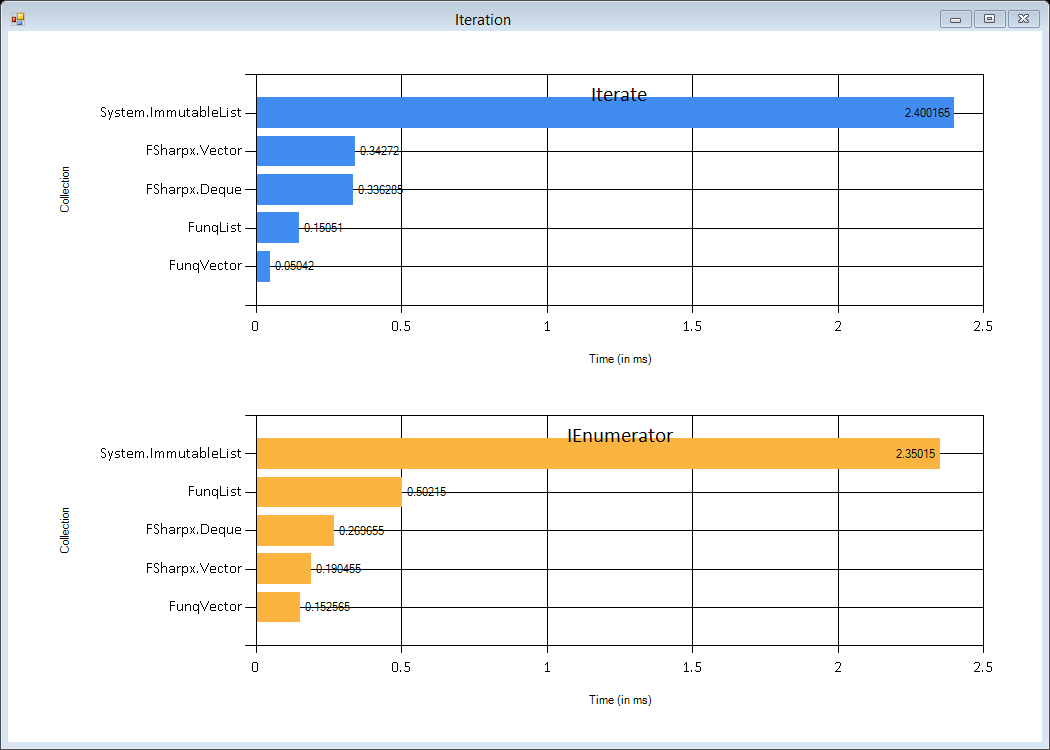 Iteration
Iterate
System.ImmutableList 2.400165
FSharpx.Vector 0.34272
FSharpx.Deque 0.336285
FunqList 0.15051
FunqVector 0.05042
Collection
0 0.5 1 1.5 2 2.5
Time (in ms)
IEnumerator
System.ImmutableList 2.35015
FunqList 0.50215
FSharpx.Deque 0.269655
FSharpx.Vector 0.190455
FunqVector 0.152565
Collection
0 0.5 1 1.5 2 2.5
Time (in ms)